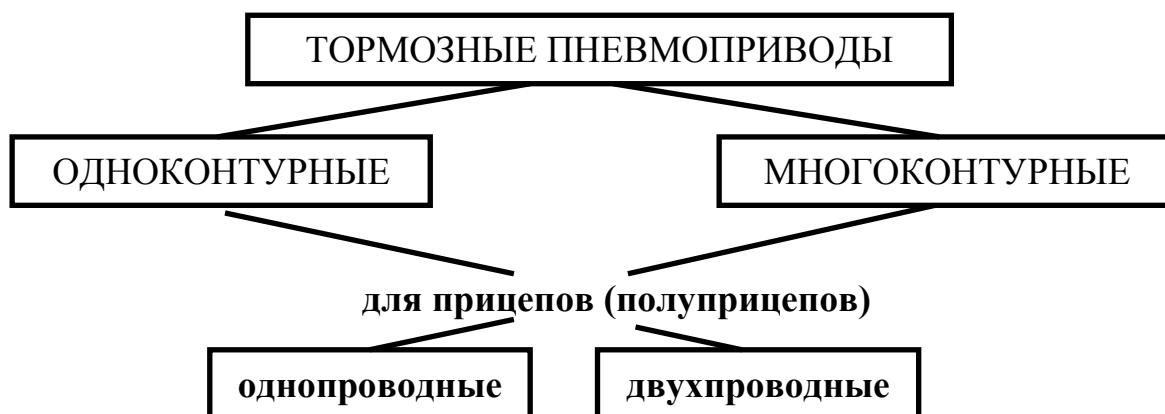 ТОРМОЗНЫЕ ПНЕВМОПРИВОДЫ
ОДНОКОНТУРНЫЕ
МНОГОКОНТУРНЫЕ
для прицепов (полуприцепов)
однопроводные
двухпроводные